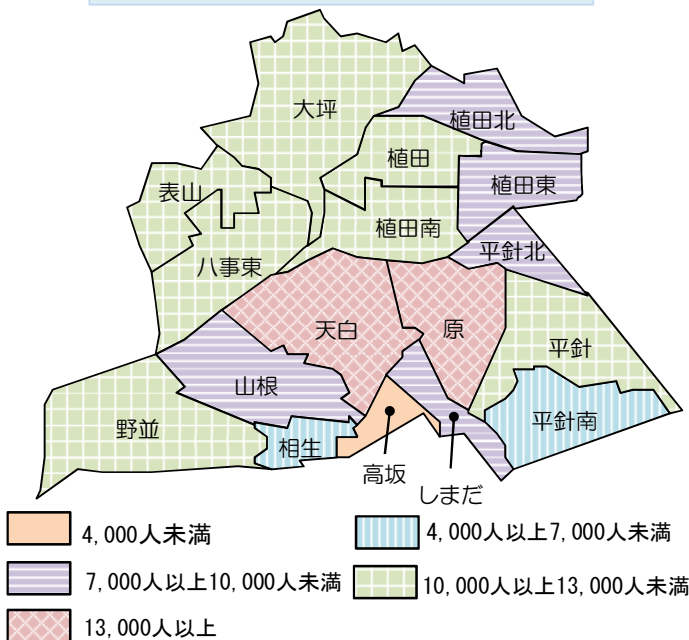 大坪
植田北
植田
表山
植田東
植田南
平針北
八事東
天白
原
平針
山根
野並
相生
平針南
高坂
しまだ
4,000人未満
4,000人以上7,000人未満
7,000人以上10,000人未満
10,000人以上13,000人未満
13,000人以上